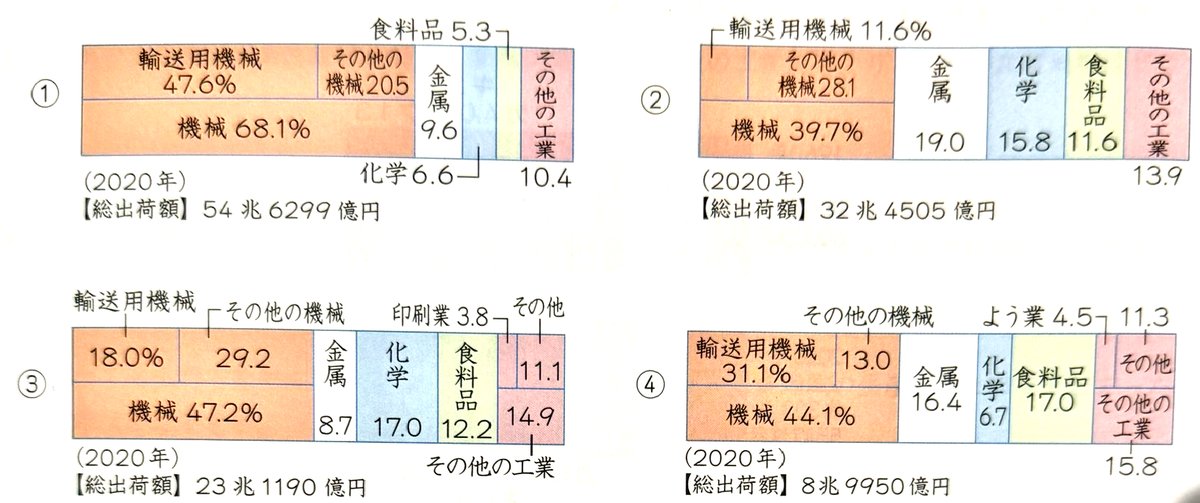 ①
食料品 5.3
輸送用機械
47.6%
その他の
機械20.5
金属
9.6
その他の工業
機械 68.1%
化学 6.6
10.4
(2020年)
【総出荷額】 54 兆 6299 億円
②
輸送用機械 11.6%
その他の
機械28.1
金属
19.0
化学
15.8
食料品
11.6
その他の工業
機械 39.7%
13.9
(2020年)
【総出荷額】 32 兆 4505 億円
③
輸送用機械
その他の機械
印刷業 3.8
その他
18.0%
29.2
金属
8.7
化学
17.0
食料品
12.2
11.1
機械 47.2%
14.9
その他の工業
(2020年)
【総出荷額】 23 兆 1190 億円
④
その他の機械
よう業 4.5
11.3
輸送用機械
31.1%
13.0
金属
16.4
化学
6.7
食料品
17.0
その他
機械 44.1%
その他の
工業
15.8
(2020年)
【総出荷額】 8兆 9950 億円